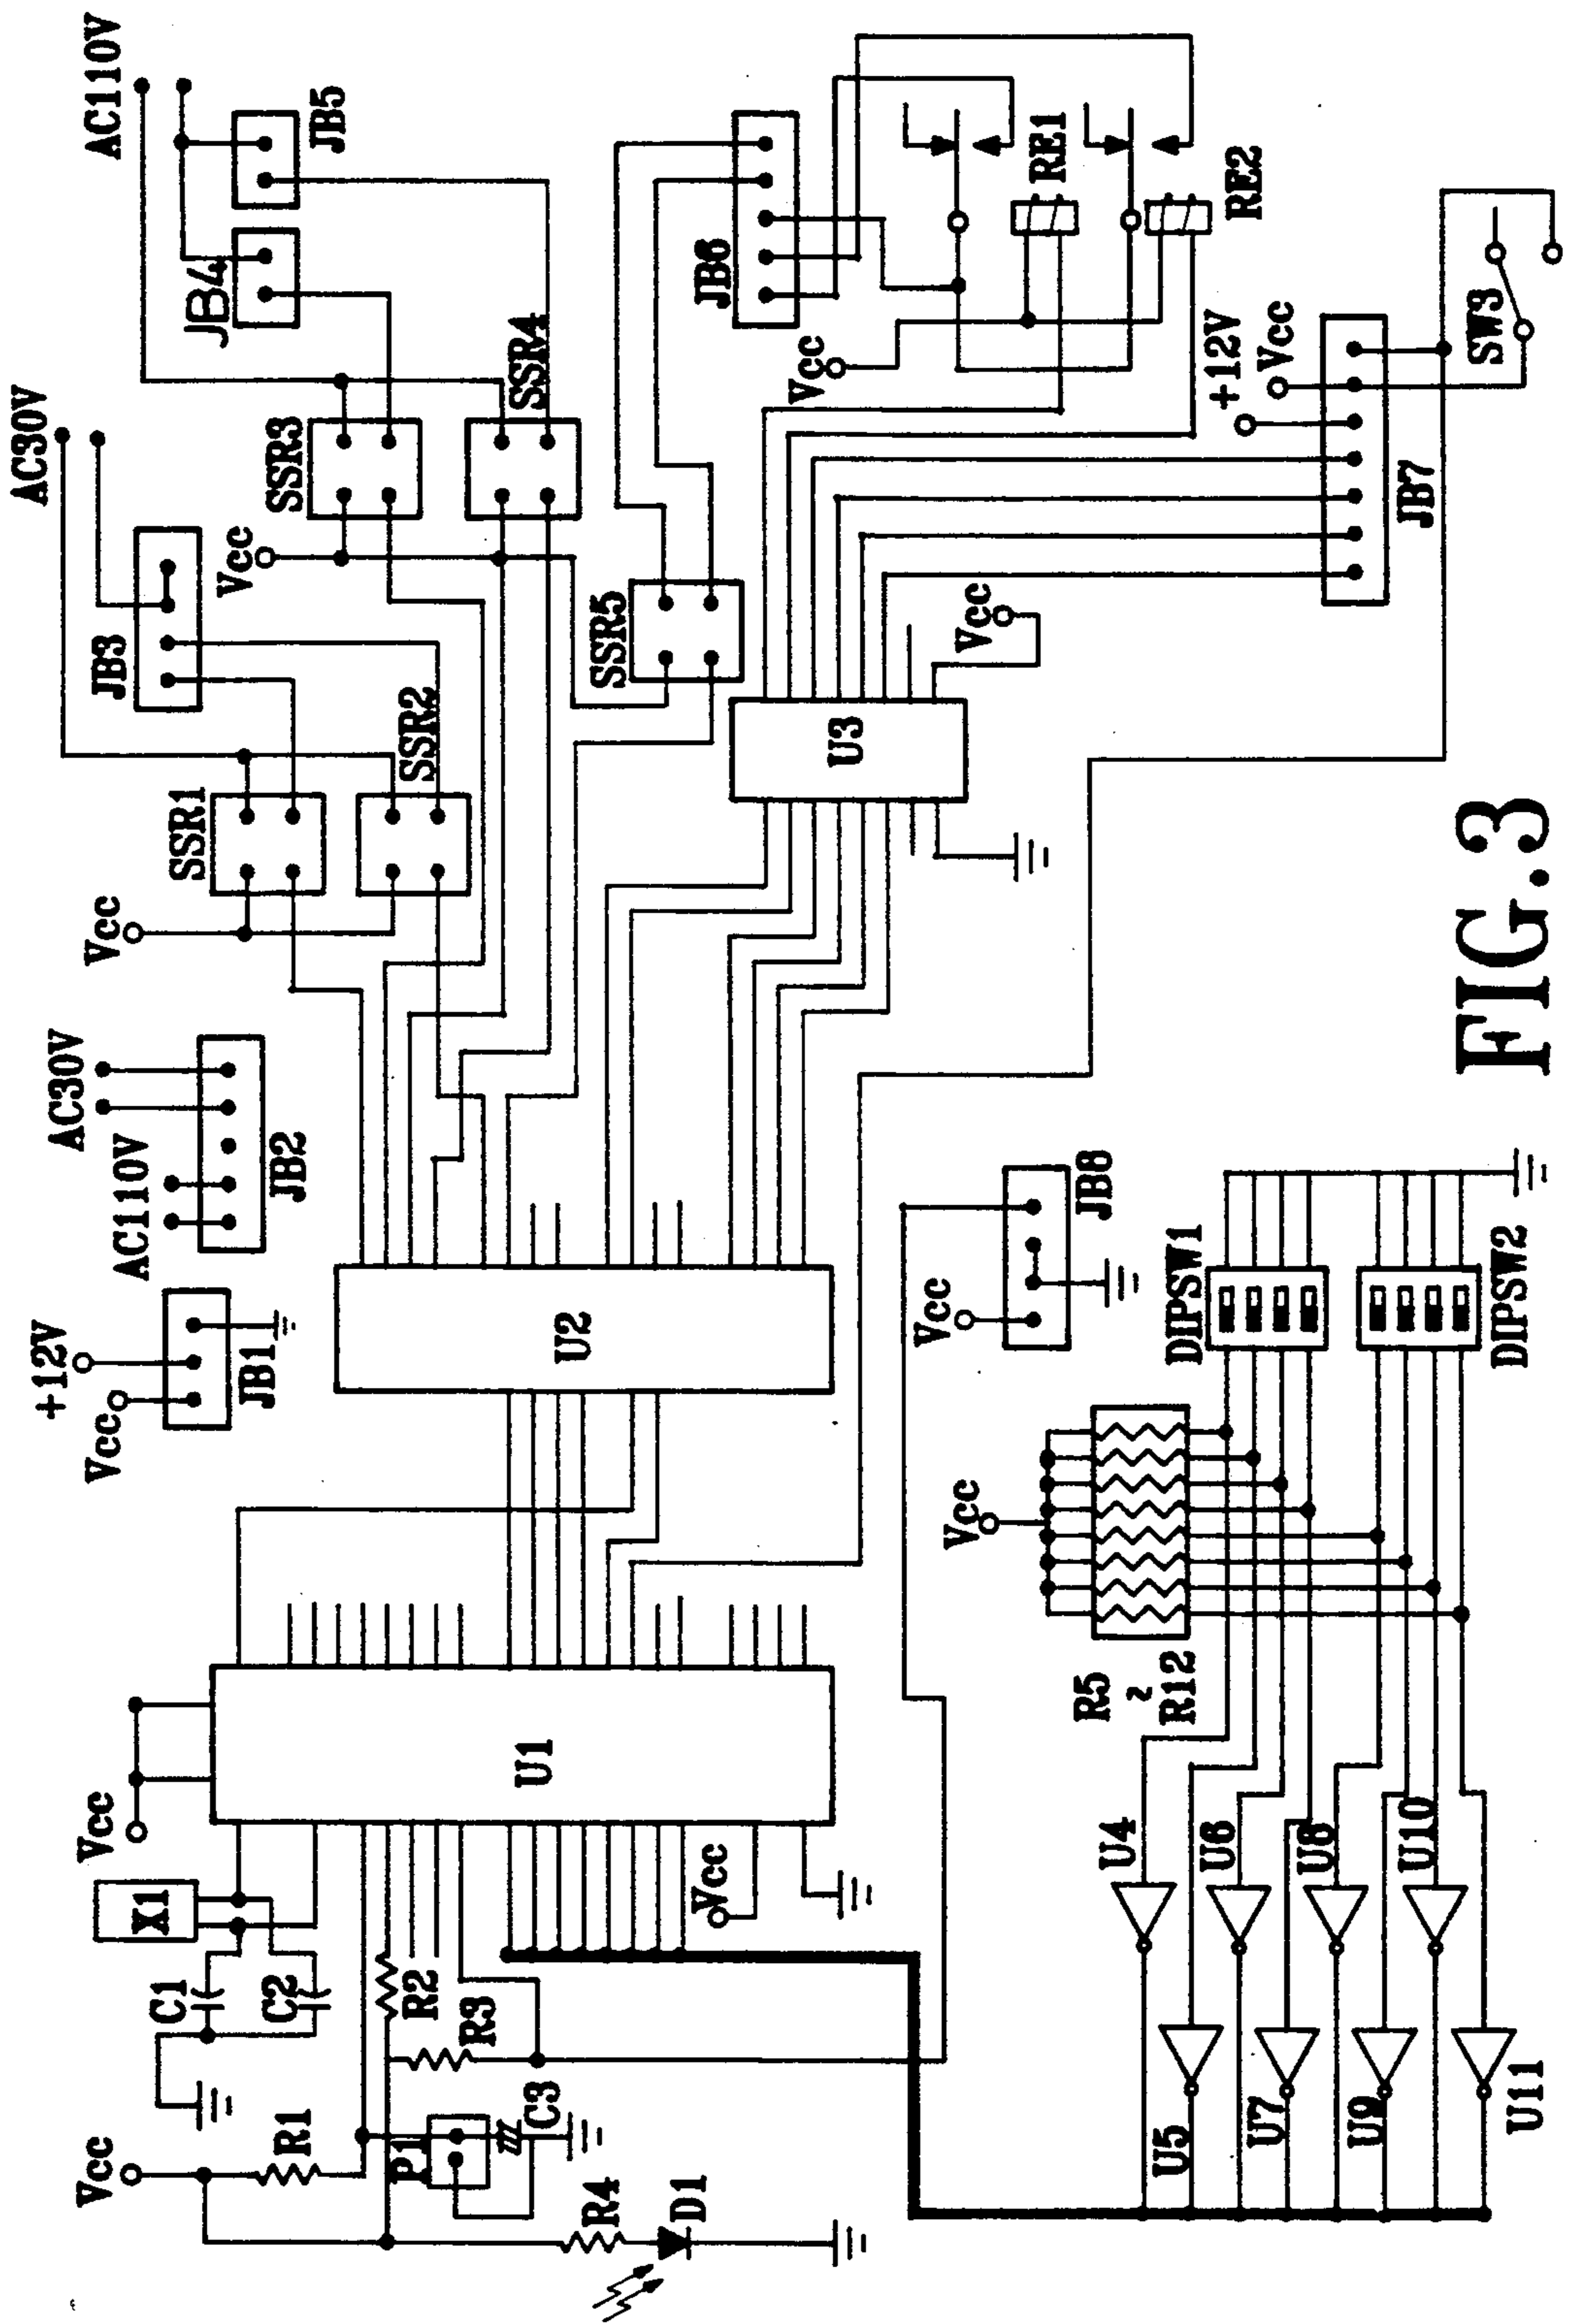 AC110V
JB5
JB4
AC30V
SSR3
SSR4
Vcc
JB3
JB6
RE1
RE2
Vcc
SSR5
+12V
Vcc
SW3
JB7
SSR1
SSR2
Vcc
U3
Vcc
AC30V
AC110V
JB2
+12V
Vcc
JB1
U2
JB8
Vcc
DIPSW1
DIPSW2
Vcc
R5
~
R12
Vcc
U1
X1
C1
C2
Vcc
R2
R3
Vcc
R1
P1
C3
R4
D1
U4
U6
U8
U10
U5
U7
U9
U11
FIG.3